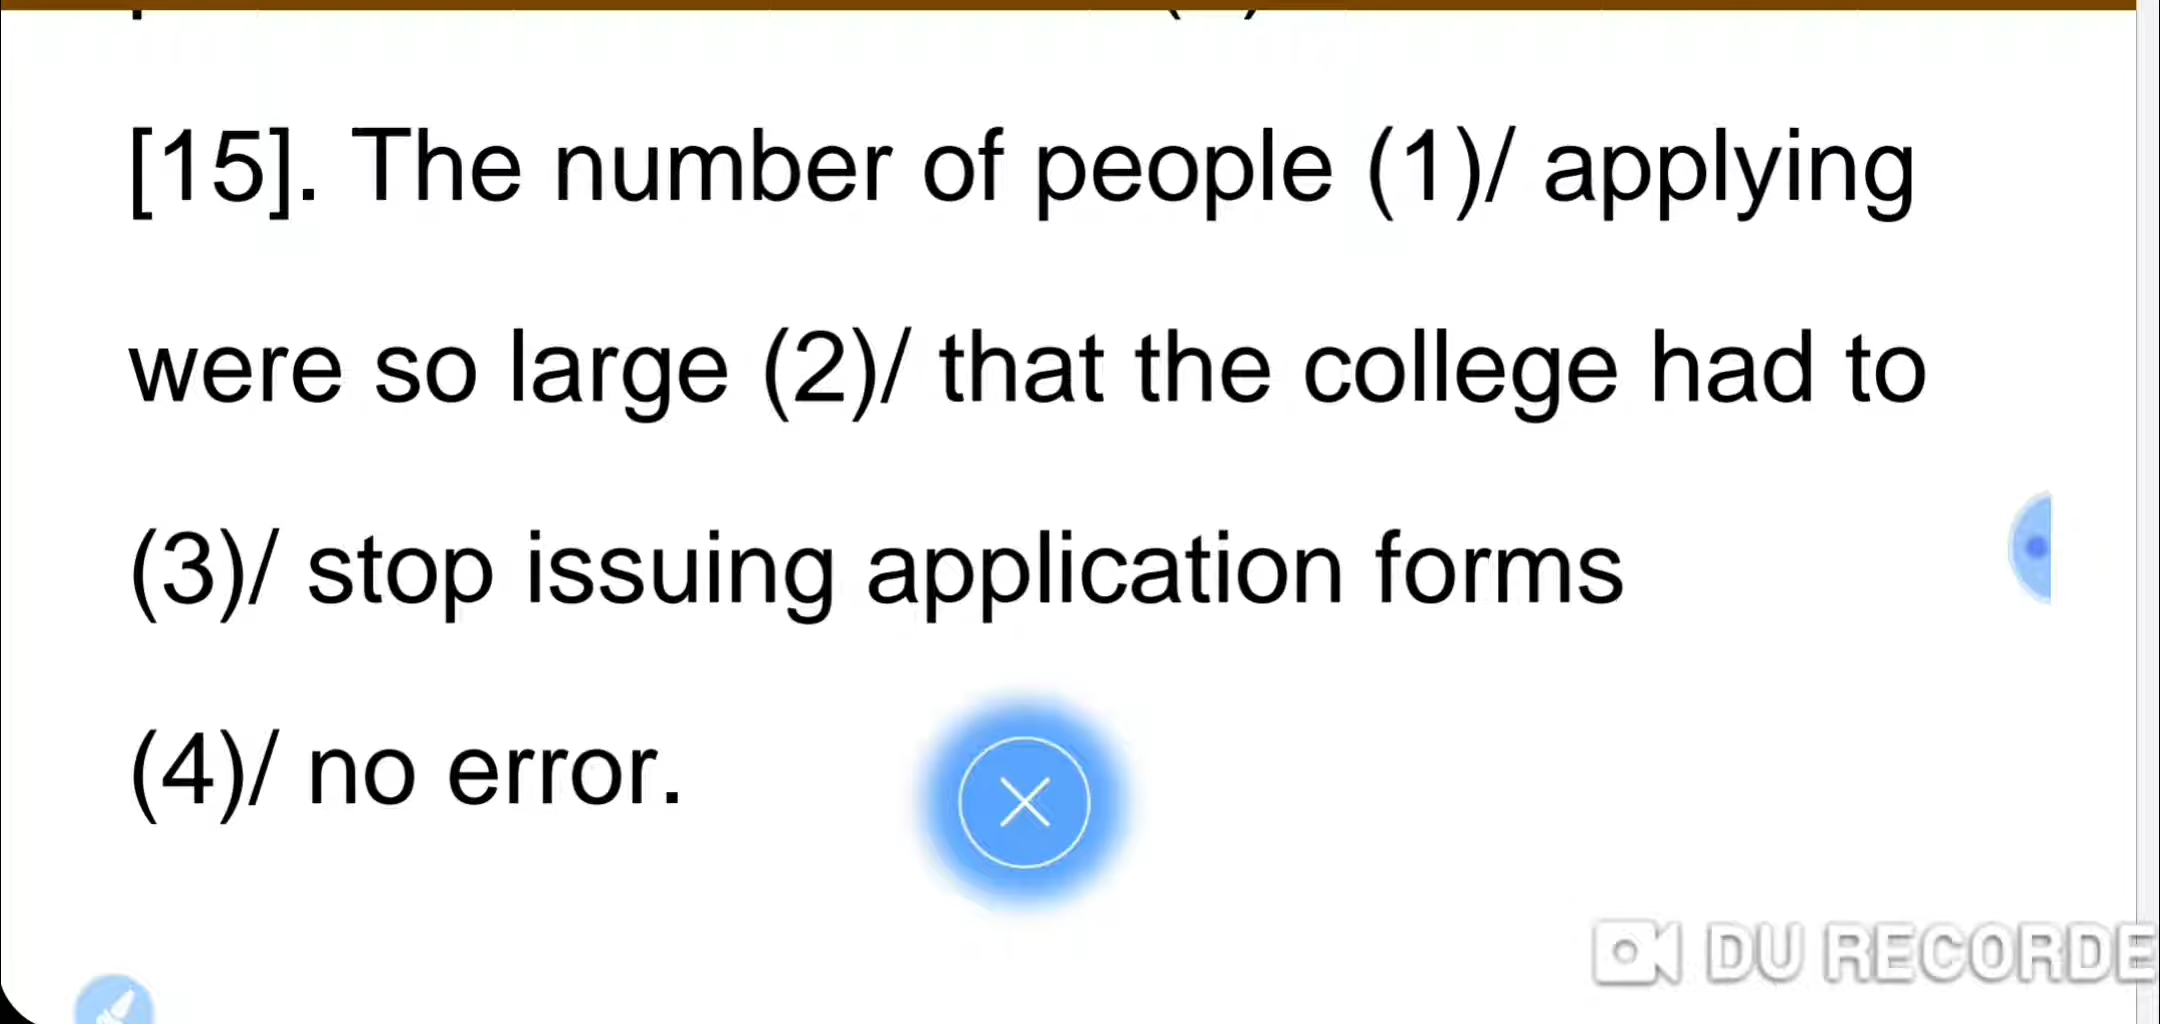 [15]. The number of people (1)/ applying
were so large (2)/ that the college had to
(3)/ stop issuing application forms
(4)/ no error.
DU RECORDE